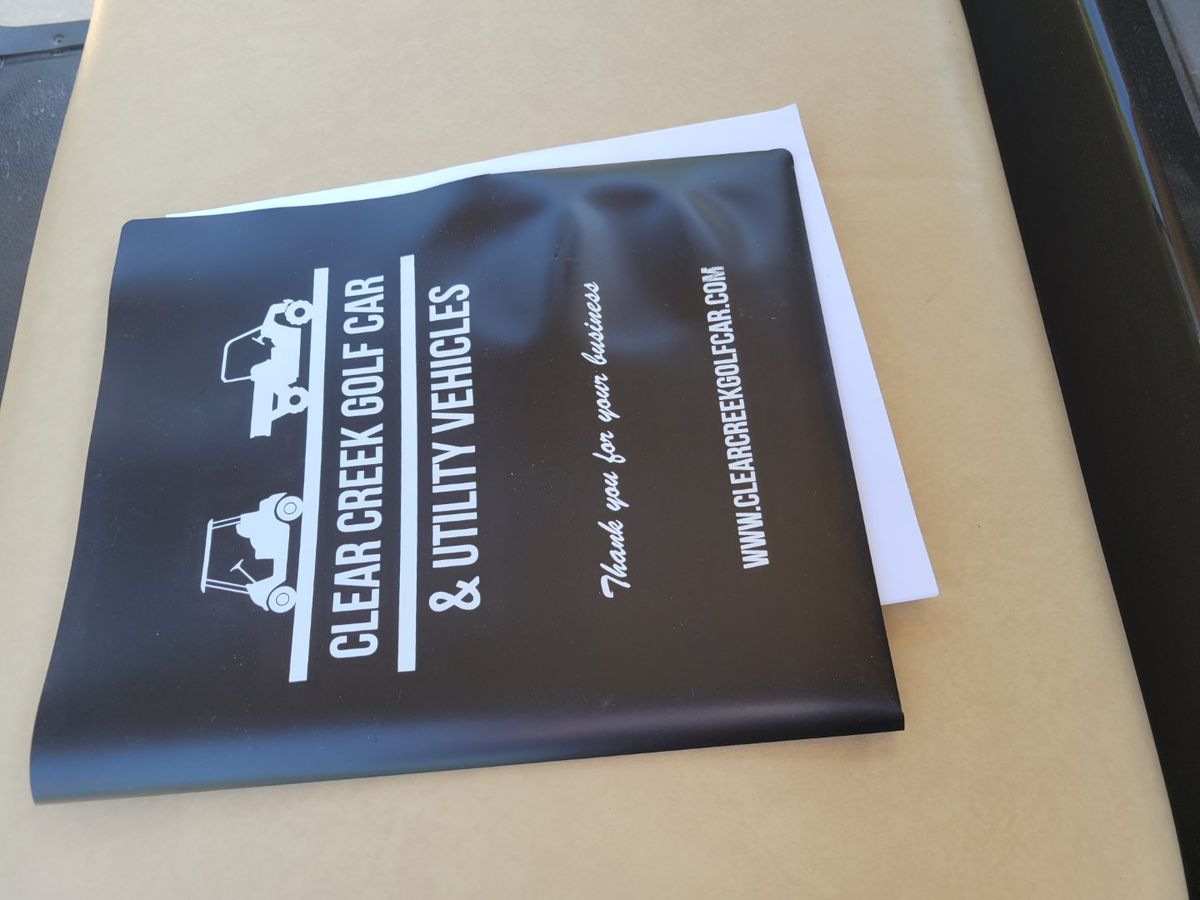 CLEAR CREEK GOLF CAR
& UTILITY VEHICLES
Thank you for your business
WWW.CLEARCREEKGOLFCAR.COM